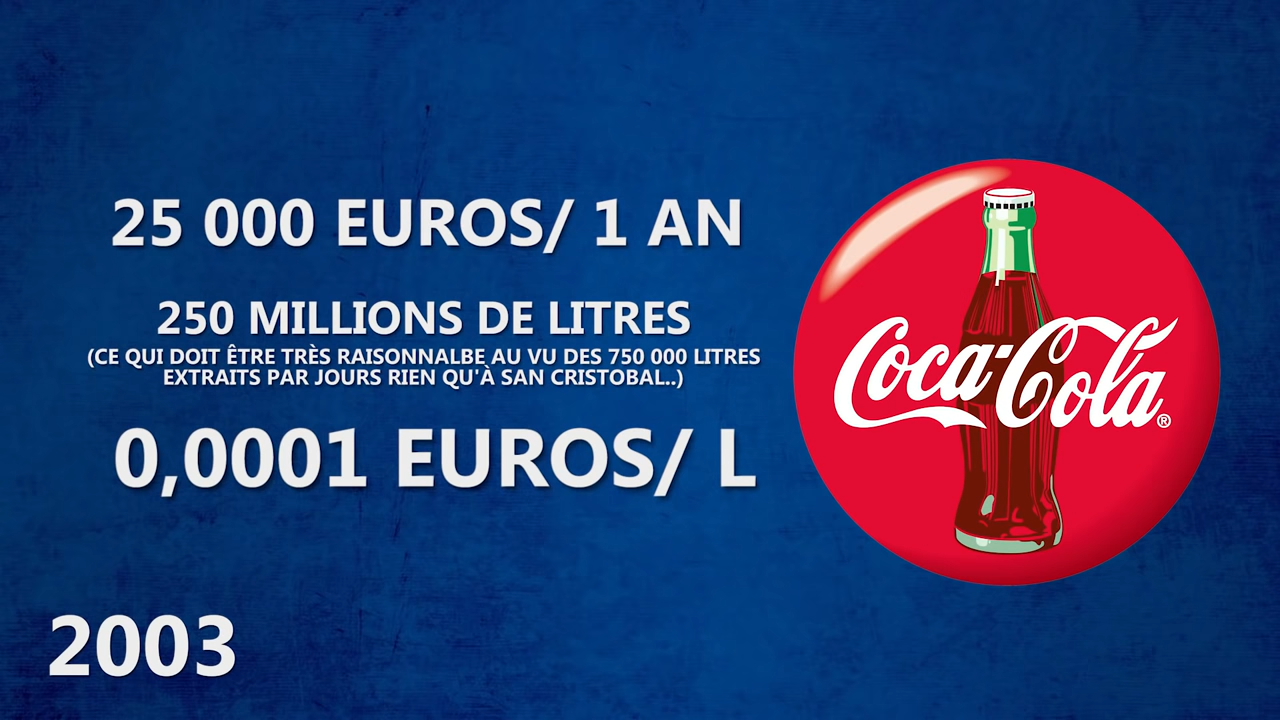 25 000 EUROS/ 1 AN
250 MILLIONS DE LITRES
(CE QUI DOIT ÊTRE TRÈS RAISONNALBE AU VU DES 750 000 LITRES
EXTRAITS PAR JOURS RIEN QU'À SAN CRISTOBAL..)
0,0001 EUROS/ L
Coca-Cola®
2003